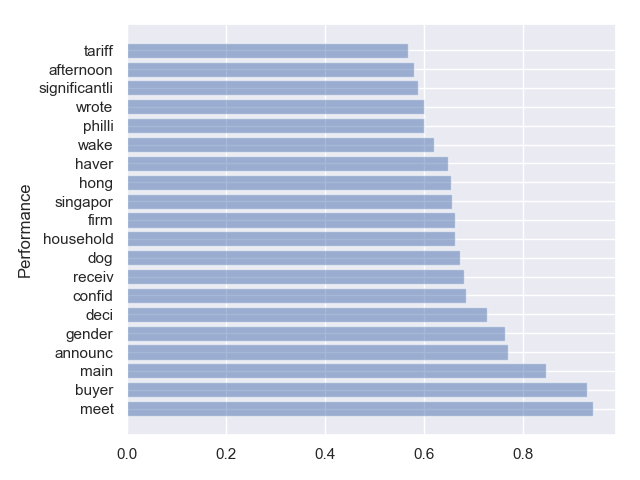 tariff
afternoon
significantli
wrote
philli
wake
haver
hong
singapor
firm
household
dog
receiv
confid
deci
gender
announc
main
buyer
meet
Performance
0.0 0.2 0.4 0.6 0.8